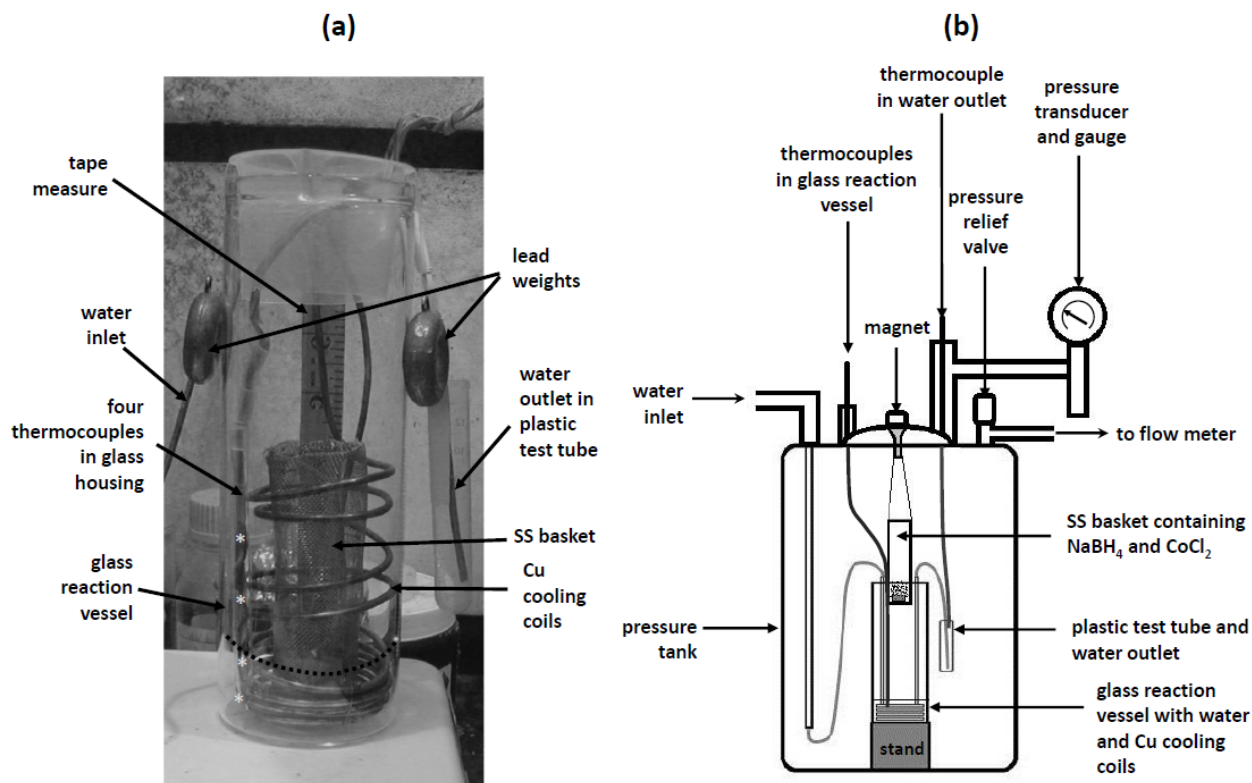 (a)
(b)
tape
measure
water
inlet
four
thermocouples
in glass
housing
glass
reaction
vessel
lead
weights
water
outlet in
plastic
test tube
SS basket
Cu
cooling
coils
*
*
*
*
thermocouple
in water outlet
pressure
transducer
and gauge
thermocouples
in glass reaction
vessel
pressure
relief
valve
magnet
water
inlet
to flow meter
SS basket containing
NaBH₄ and CoCl₂
pressure
tank
plastic test tube and
water outlet
glass reaction
vessel with water
and Cu cooling
coils
stand